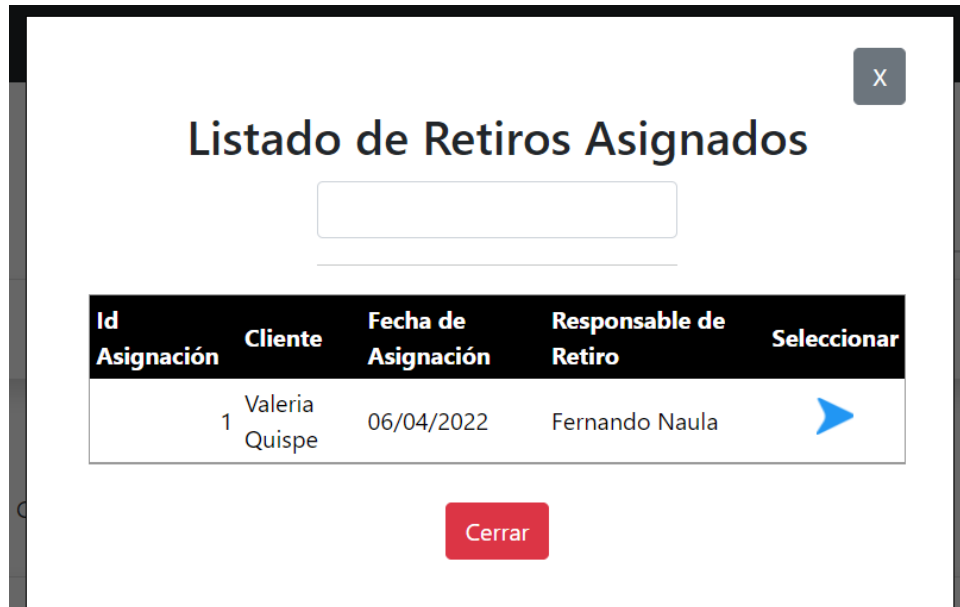 X
Listado de Retiros Asignados
Id Asignación Cliente Fecha de Asignación Responsable de Retiro Seleccionar
1 Valeria Quispe 06/04/2022 Fernando Naula
Cerrar